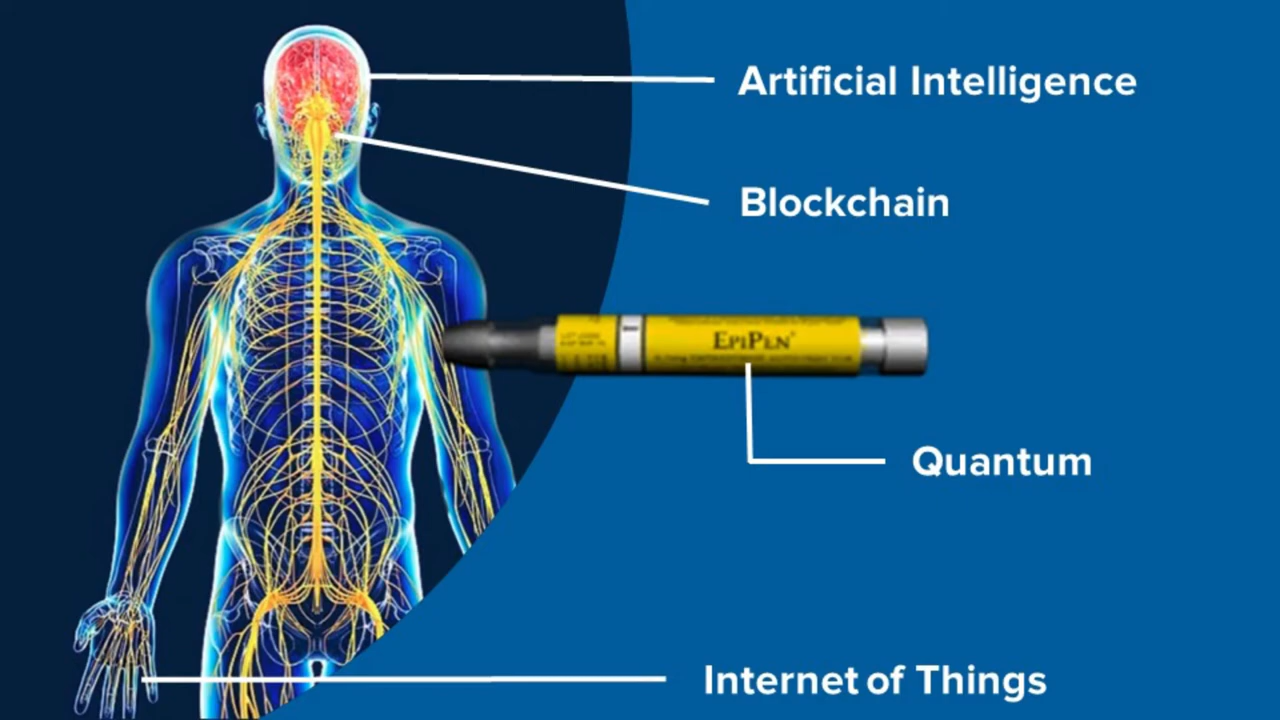 Artificial Intelligence
Blockchain
EPIPEN®
Quantum
Internet of Things